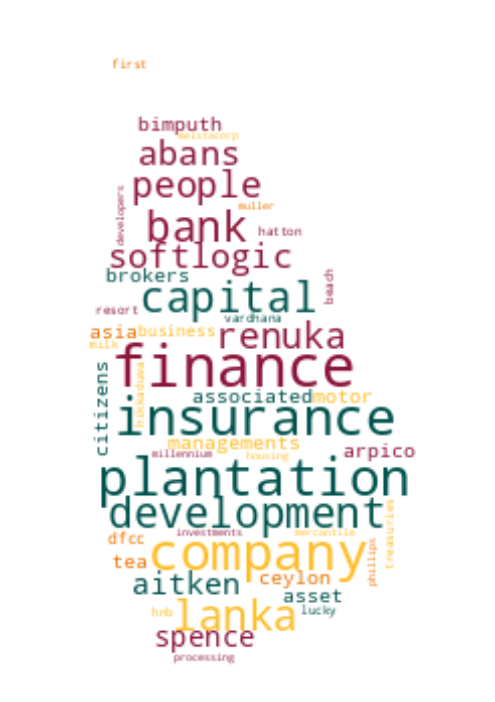 first
bimputh
melstacorp
abans
people
developers
muller
bank
hatton
softlogic
brokers
beach
capital
resort
vardhana
asia
business
renuka
milk
finance
citizens
hikkaduwa
associated
motor
insurance
managements
millennium
housing
arpico
plantation
development
treasuries
investments
mercantile
dfcc
company
tea
phillips
aitken
ceylon
asset
hnb
lanka
lucky
spence
processing